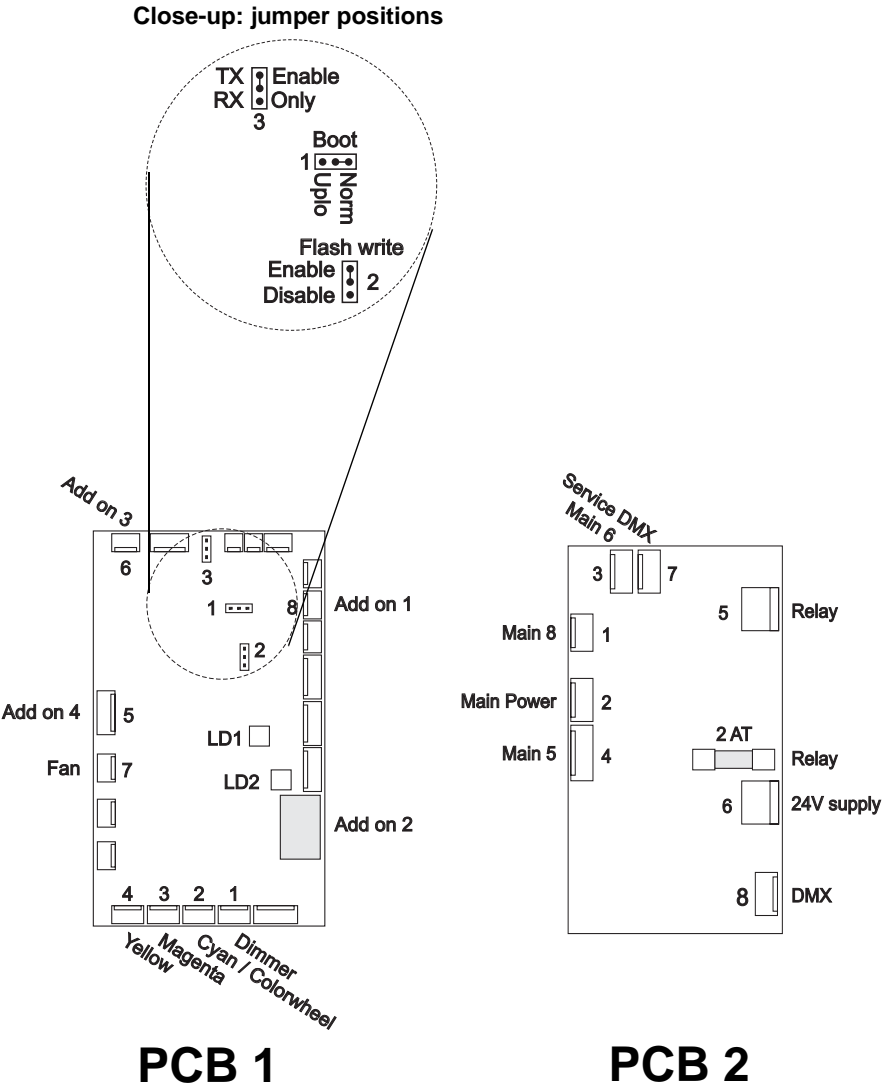 Close-up: jumper positions
TX Enable
RX Only
3
Boot
1
Uplo
Norm
Flash write
Enable
Disable
2
Add on 3
6
3
1
8
Add on 1
2
Add on 4
5
LD1
Fan
7
LD2
Add on 2
4 3 2 1
Yellow
Magenta
Cyan / Colorwheel
Dimmer
PCB 1
Service DMX
Main 6
3
7
5
Relay
Main 8
1
Main Power
2
2 AT
Main 5
4
Relay
6
24V supply
8
DMX
PCB 2